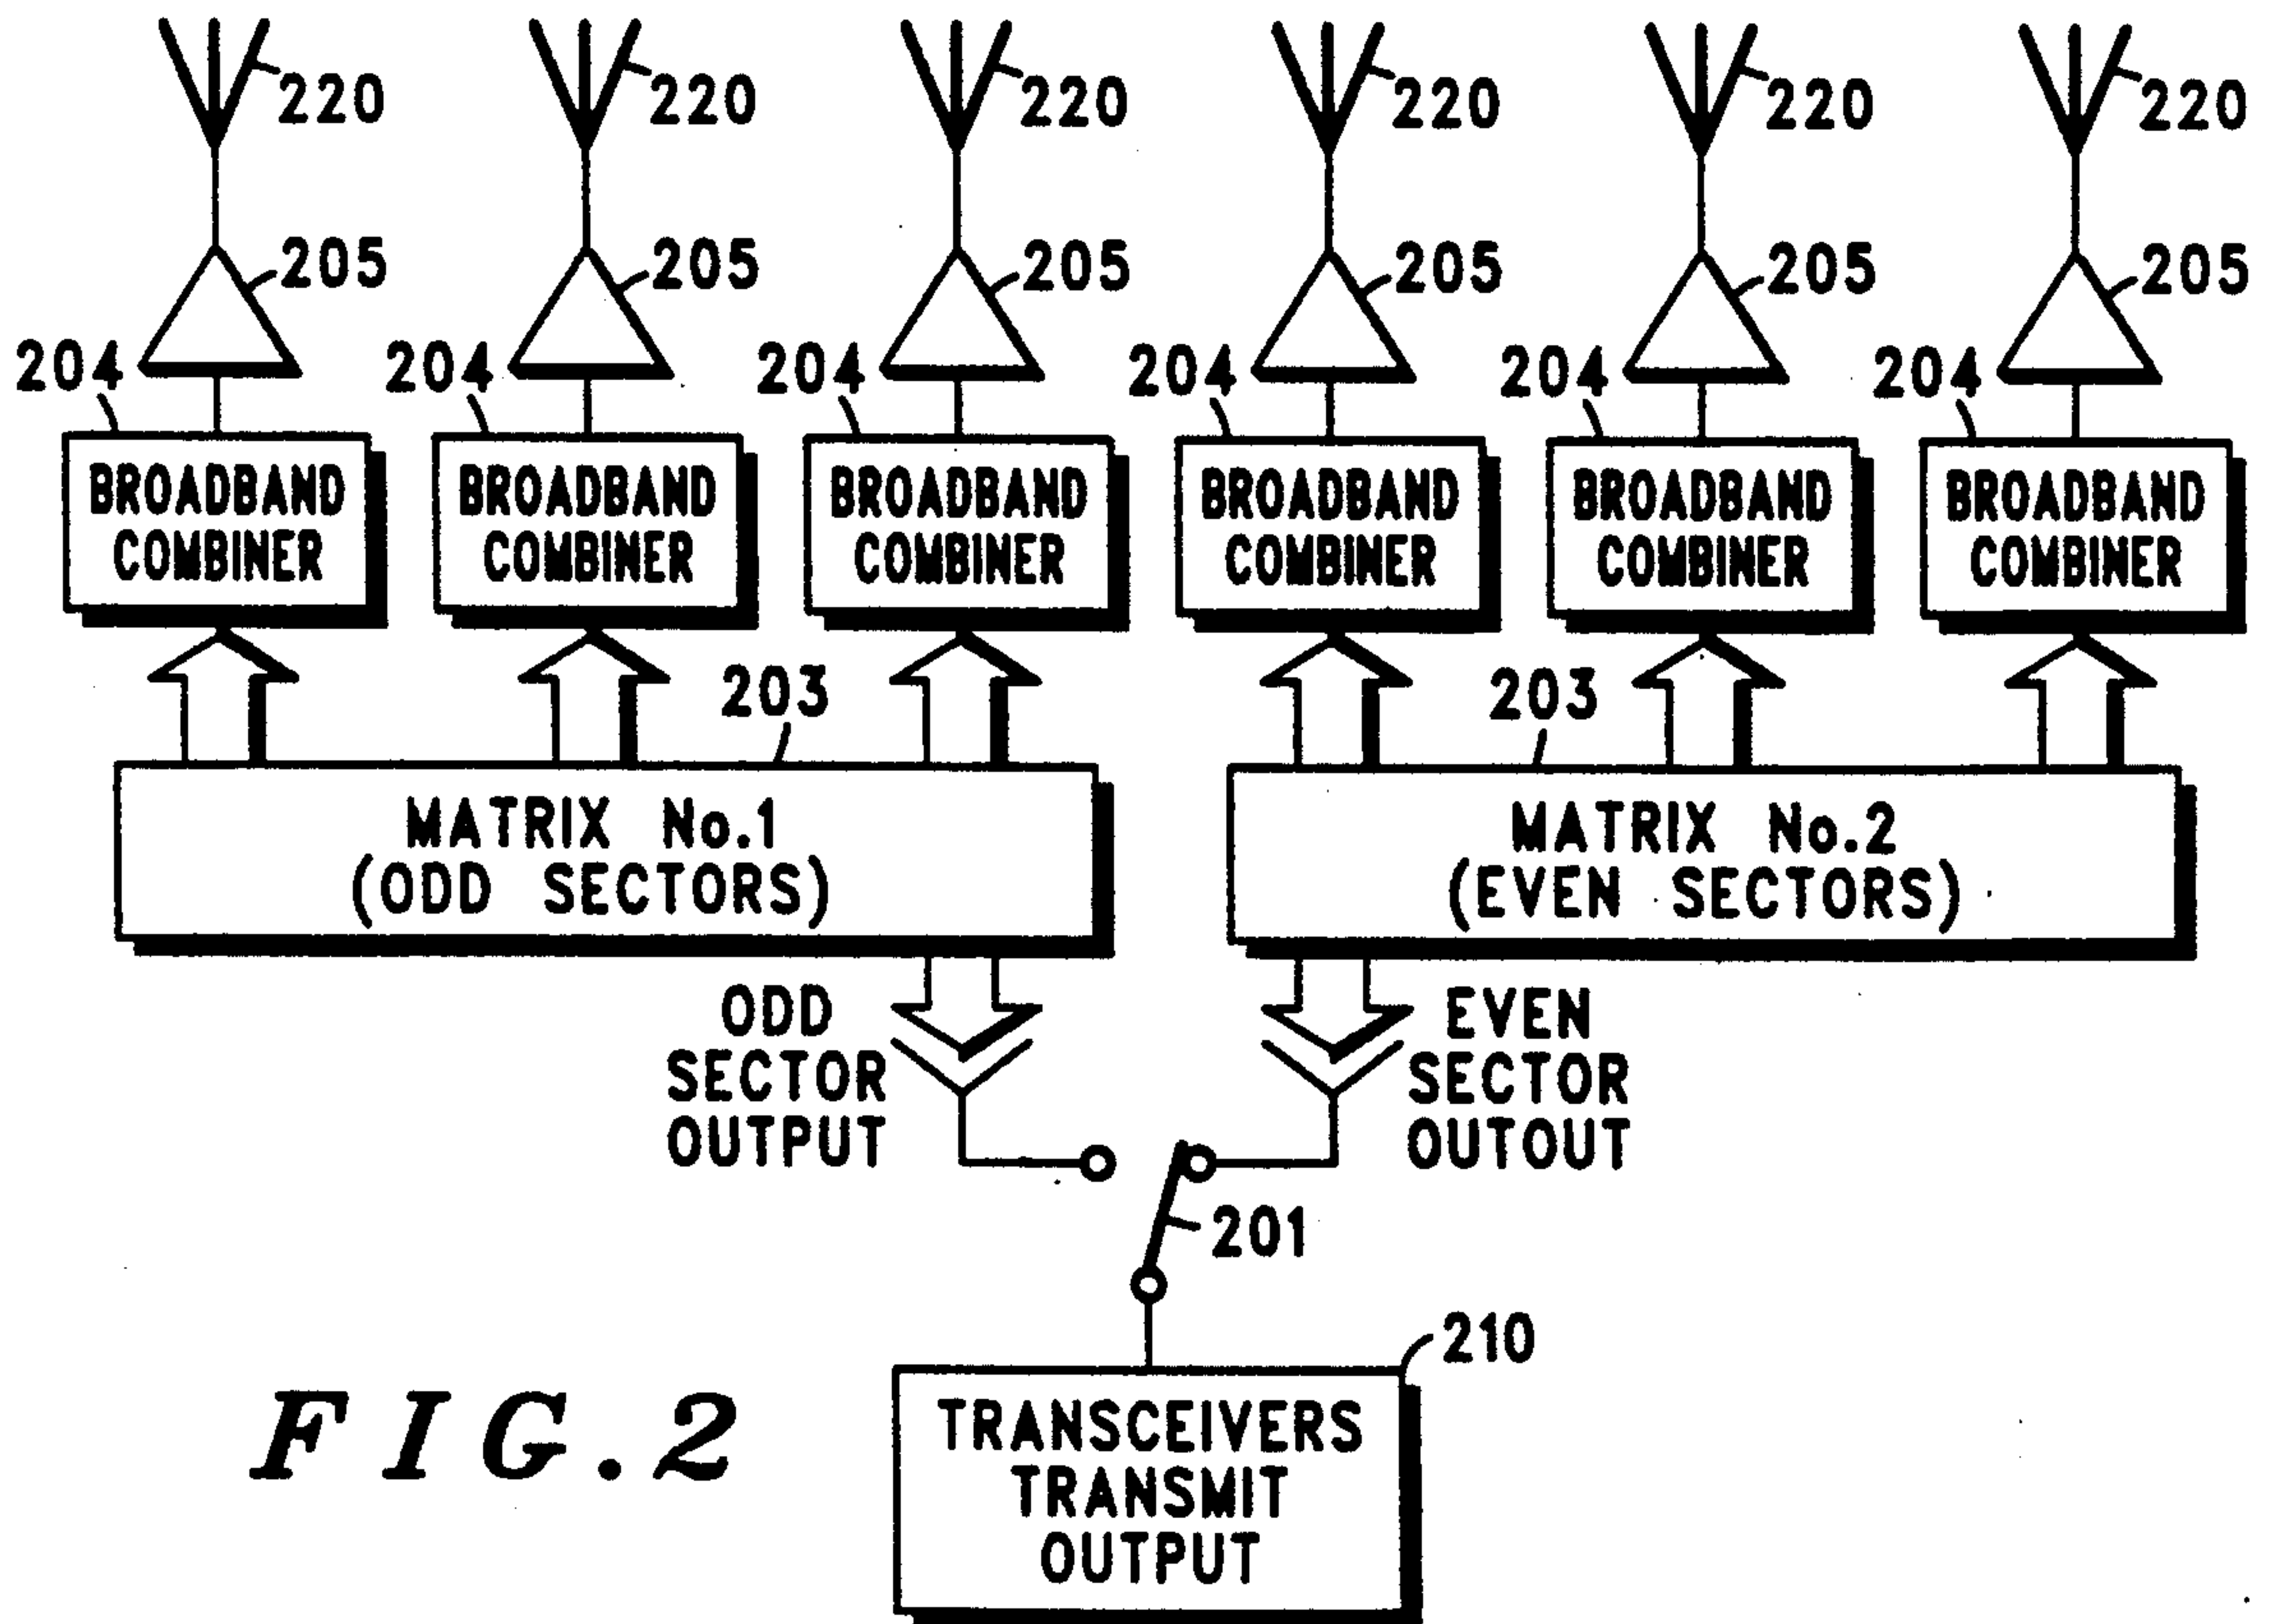 220 220 220 220 220 220
205 205 205 205 205 205
204 204 204 204 204 204
BROADBAND COMBINER
BROADBAND COMBINER
BROADBAND COMBINER
BROADBAND COMBINER
BROADBAND COMBINER
BROADBAND COMBINER
203 203
MATRIX No.1
(ODD SECTORS)
MATRIX No.2
(EVEN SECTORS)
ODD
SECTOR
OUTPUT
EVEN
SECTOR
OUTOUT
201
210
TRANSCEIVERS
TRANSMIT
OUTPUT
FIG.2